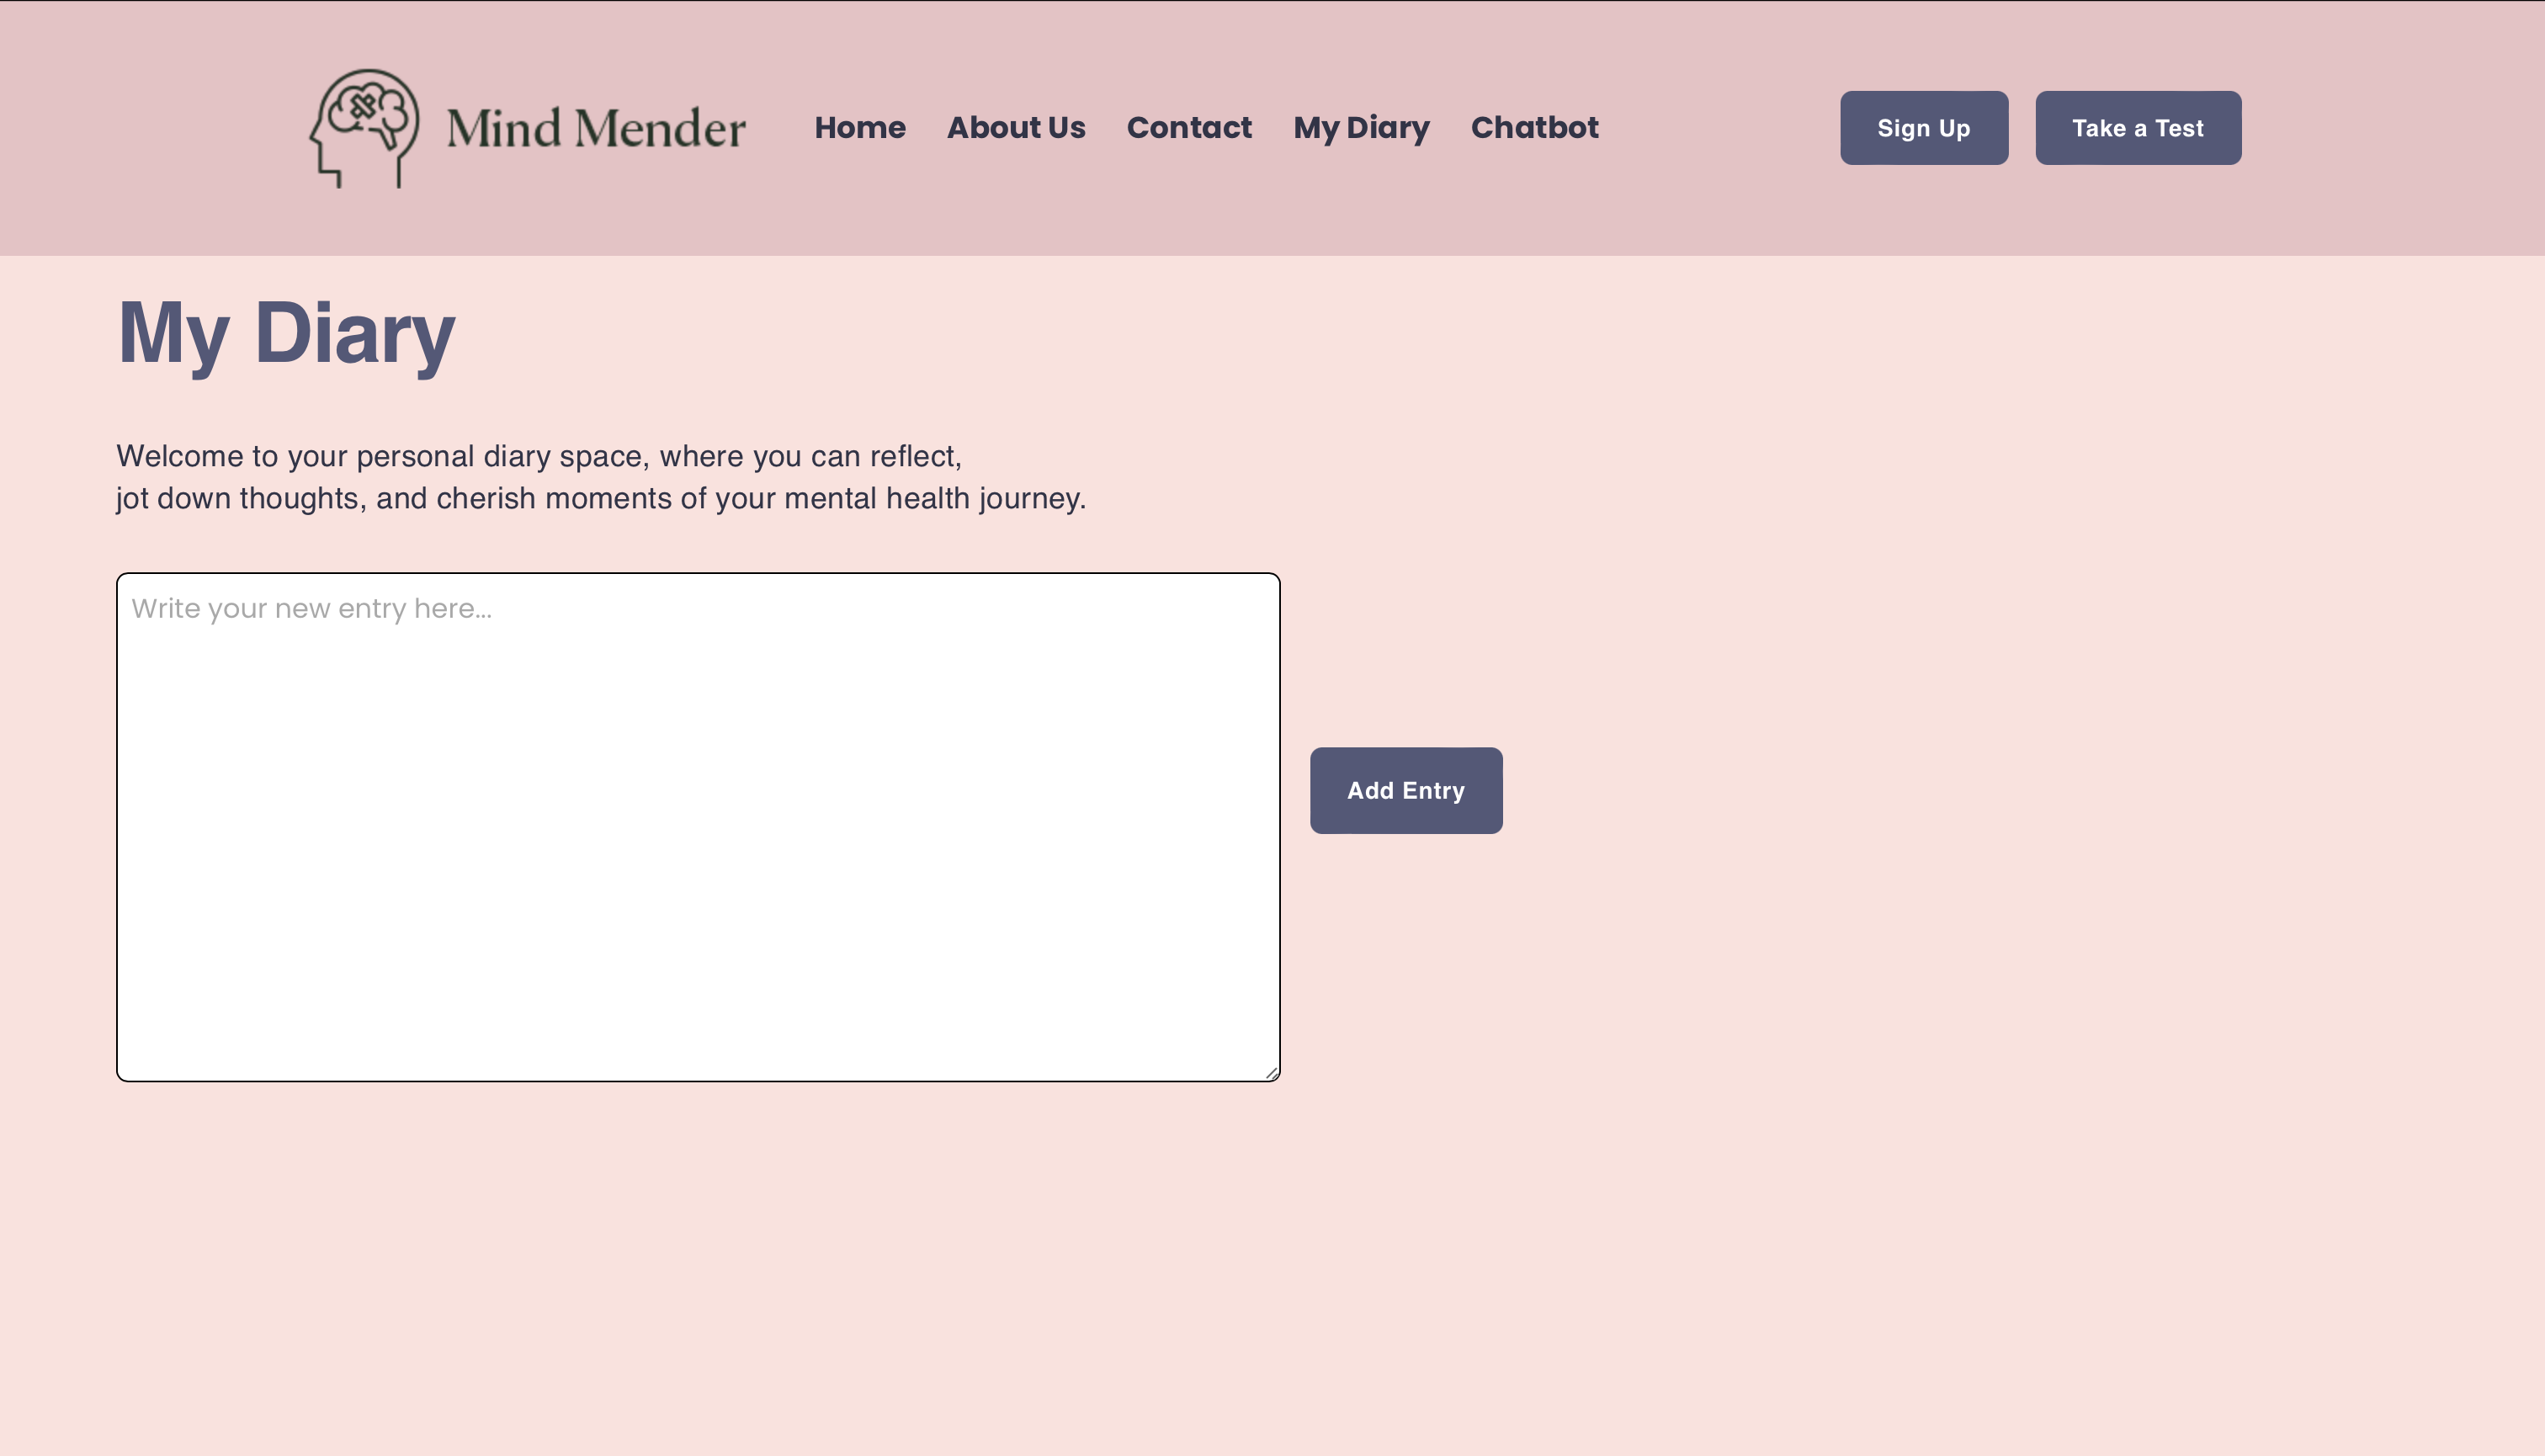 Mind Mender
Home
About Us
Contact
My Diary
Chatbot
Sign Up
Take a Test
My Diary
Welcome to your personal diary space, where you can reflect,
jot down thoughts, and cherish moments of your mental health journey.
Write your new entry here...
Add Entry